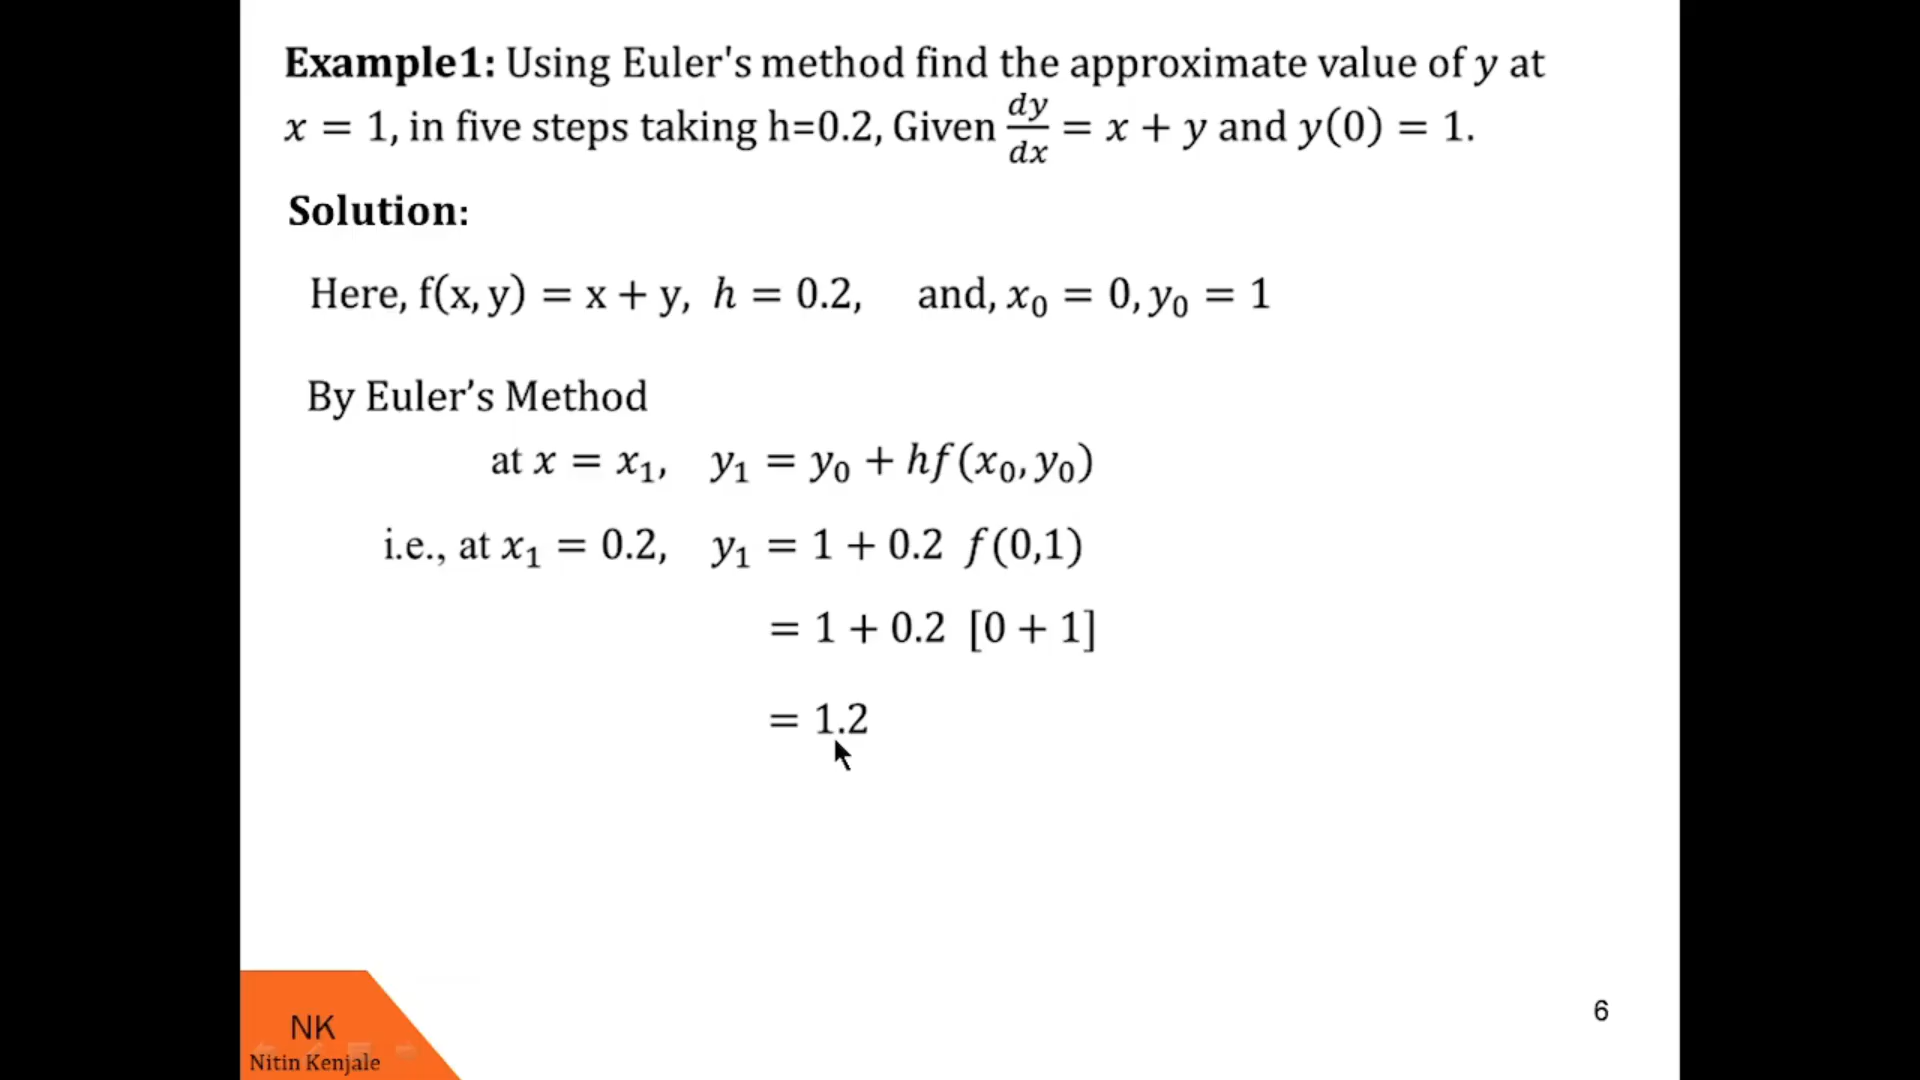 Example1: Using Euler's method find the approximate value of y at
x = 1, in five steps taking h=0.2, Given dy/dx = x + y and y(0) = 1.
Solution:
Here, f(x, y) = x + y, h = 0.2, and, x₀ = 0, y₀ = 1
By Euler’s Method
at x = x₁, y₁ = y₀ + hf(x₀, y₀)
i.e., at x₁ = 0.2, y₁ = 1 + 0.2 f(0,1)
= 1 + 0.2 [0 + 1]
= 1.2
NK
Nitin Kenjale
6